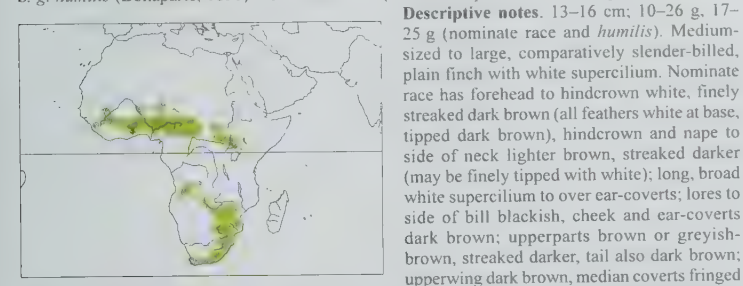 Descriptive notes. 13–16 cm; 10–26 g, 17–
25 g (nominate race and humilis). Medium-
sized to large, comparatively slender-billed,
plain finch with white supercilium. Nominate
race has forehead to hindcrown white, finely
streaked dark brown (all feathers white at base,
tipped dark brown), hindcrown and nape to
side of neck lighter brown, streaked darker
(may be finely tipped with white); long, broad
white supercilium to over ear-coverts; lores to
side of bill blackish, cheek and ear-coverts
dark brown; upperparts brown or greyish-
brown, streaked darker, tail also dark brown;
upperwing dark brown, median coverts fringed